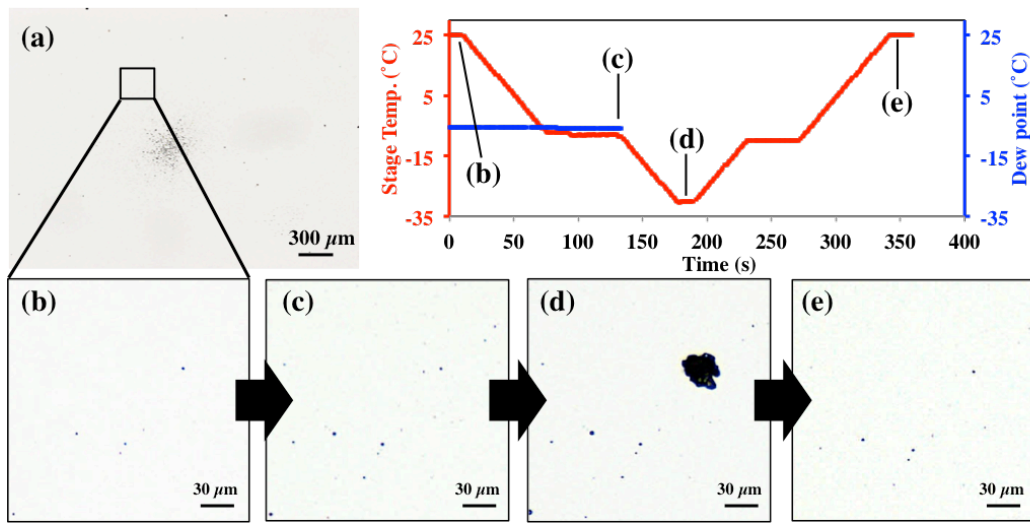 (a)
300 µm
Stage Temp. (˚C)
25
5
-15
-35
(b)
(c)
(d)
(e)
25
5
-15
-35
Dew point (˚C)
0
50
100
150
200
250
300
350
400
Time (s)
(b)
30 µm
(c)
30 µm
(d)
30 µm
(e)
30 µm